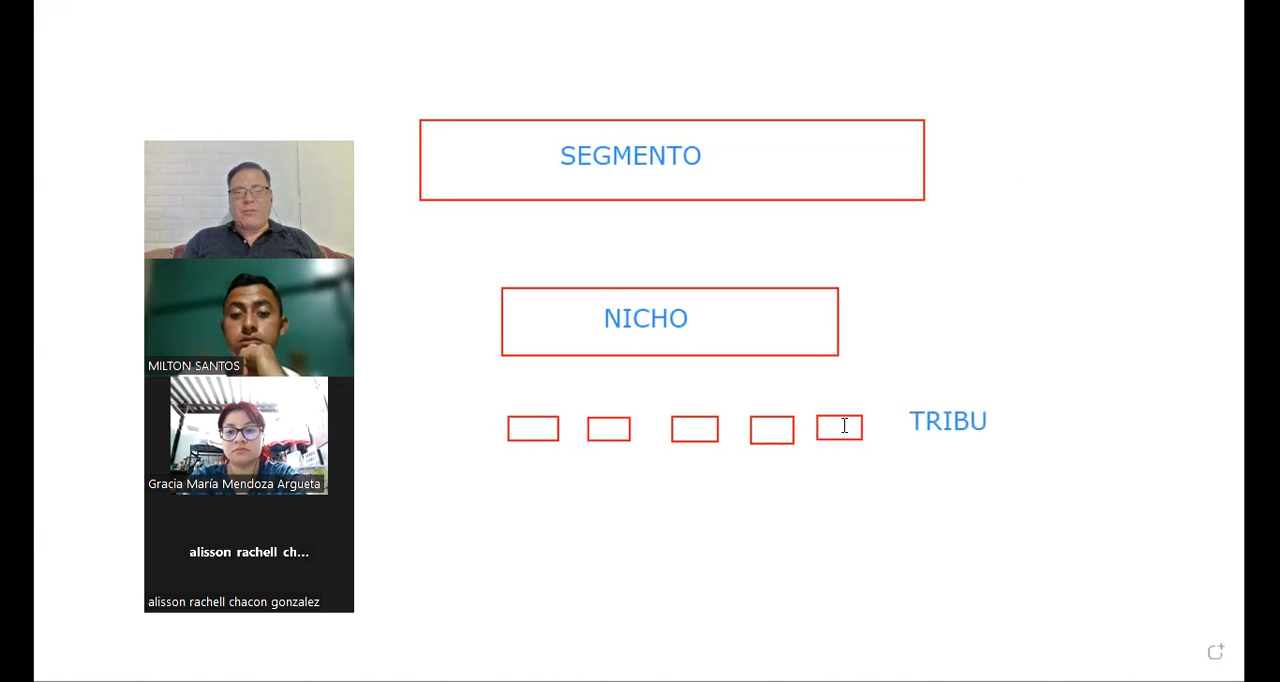 SEGMENTO
NICHO
TRIBU
MILTON SANTOS
Gracia María Mendoza Argueta
alisson rachell ch...
alisson rachell chacon gonzalez